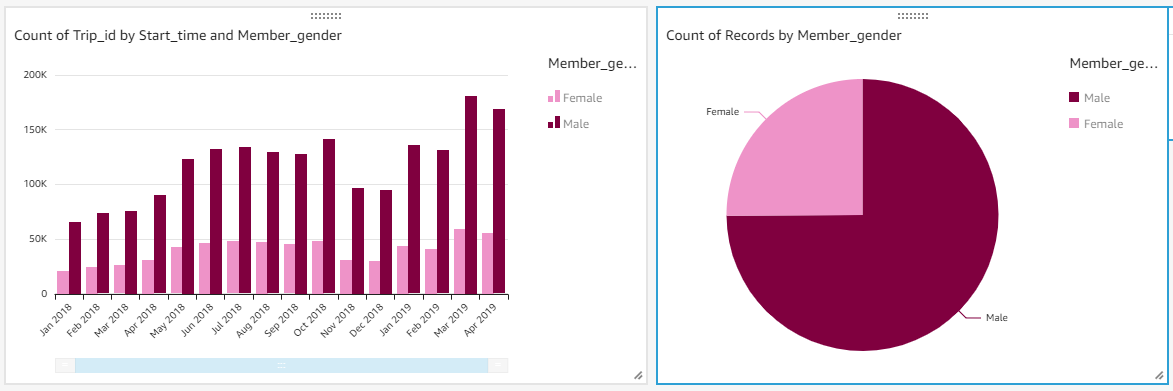 Count of Trip_id by Start_time and Member_gender
Member_ge...
Female
Male
200K
150K
100K
50K
0
Jan 2018
Feb 2018
Mar 2018
Apr 2018
May 2018
Jun 2018
Jul 2018
Aug 2018
Sep 2018
Oct 2018
Nov 2018
Dec 2018
Jan 2019
Feb 2019
Mar 2019
Apr 2019
Count of Records by Member_gender
Member_ge...
Male
Female
Female
Male